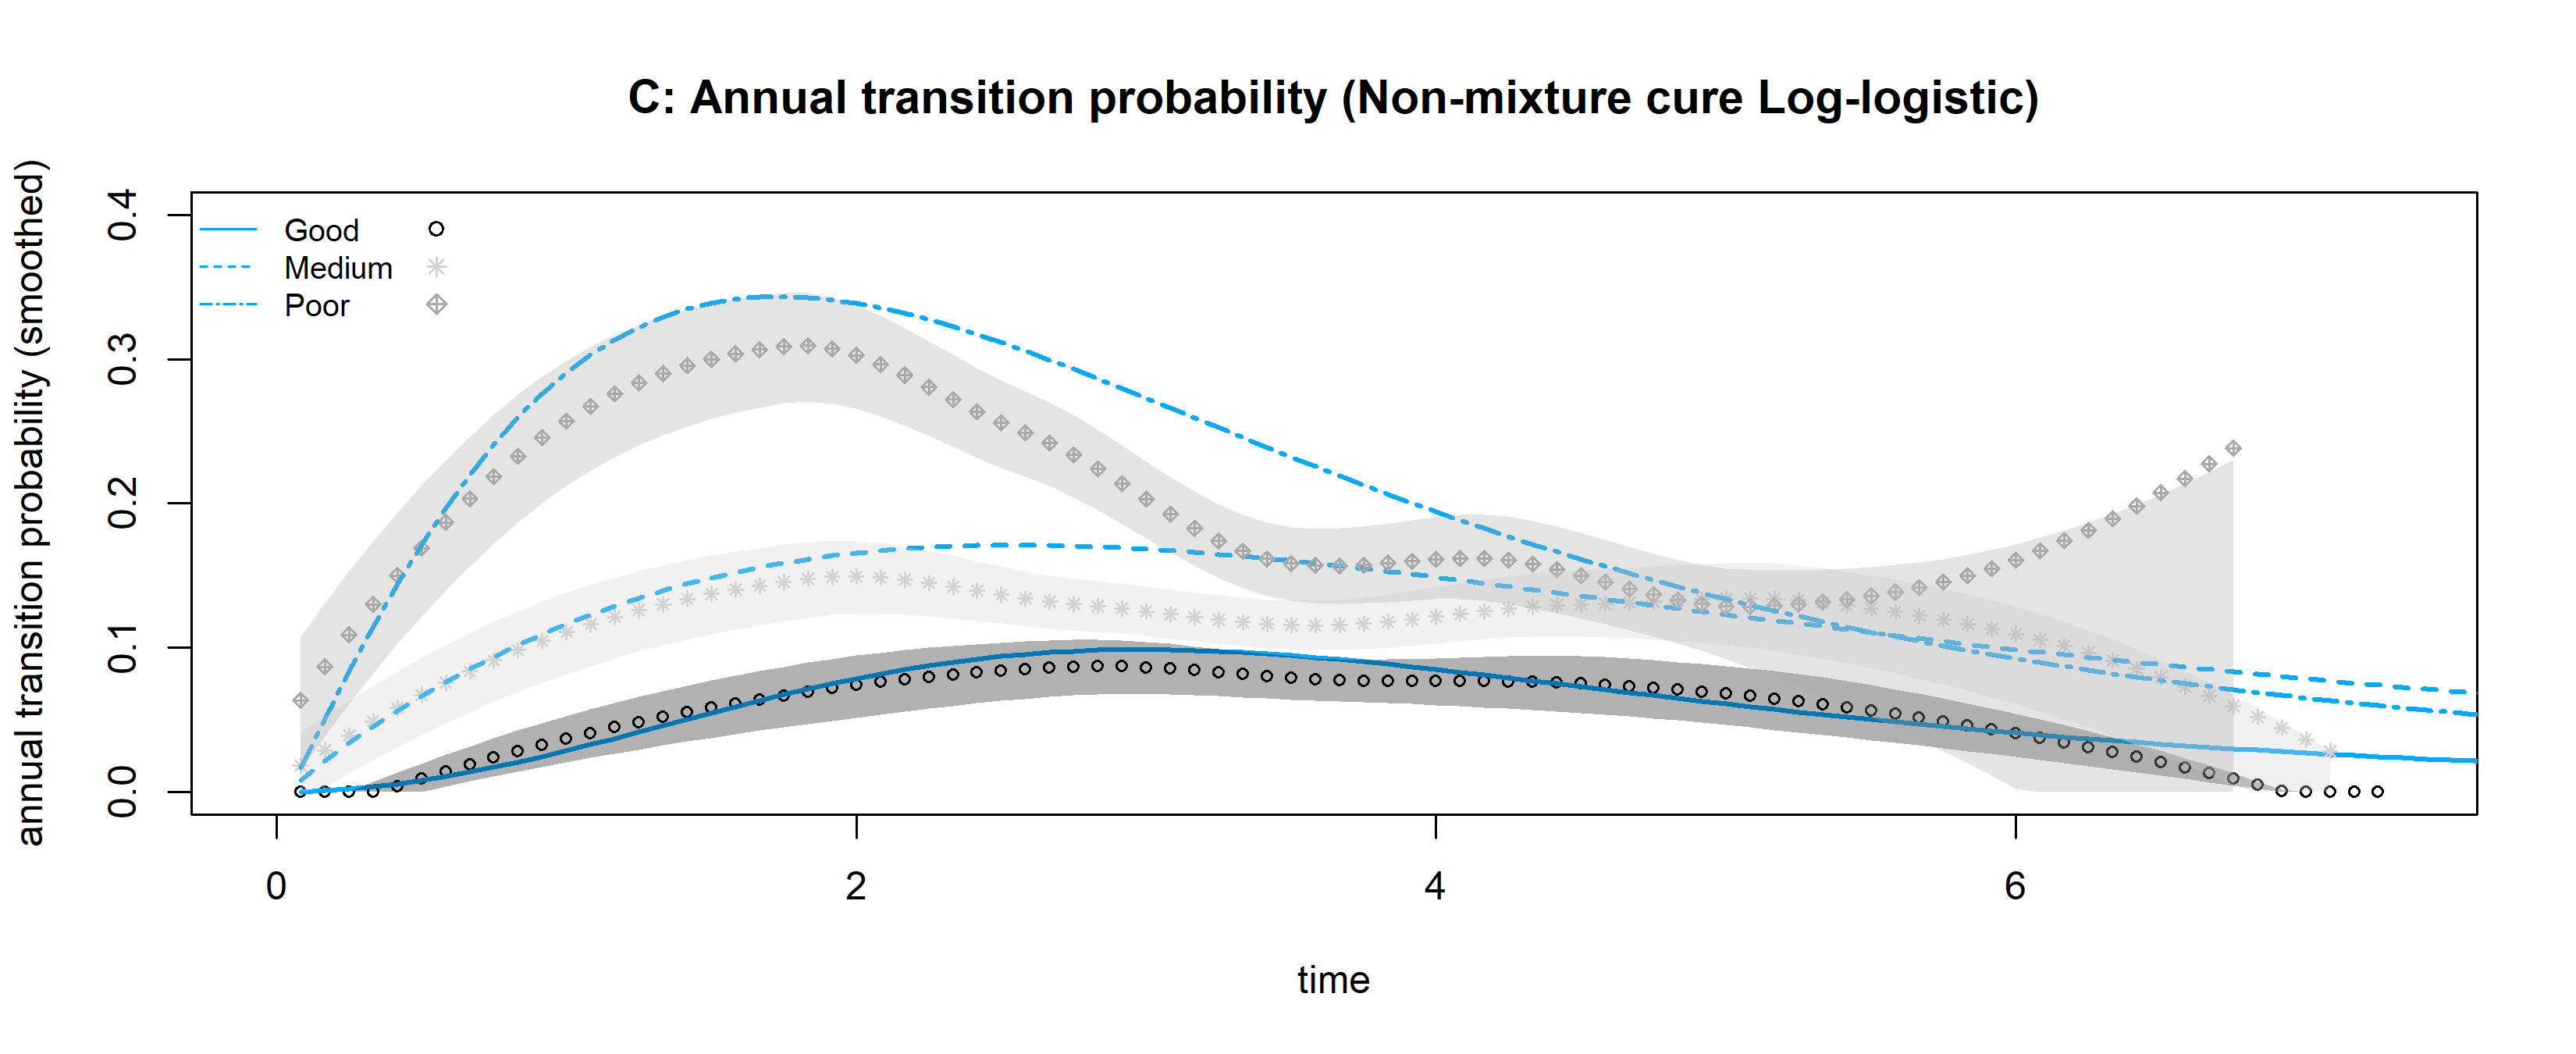 C: Annual transition probability (Non-mixture cure Log-logistic)
annual transition probability (smoothed)
0.4
0.3
0.2
0.1
0.0
Good
Medium
Poor
0 2 4 6
time